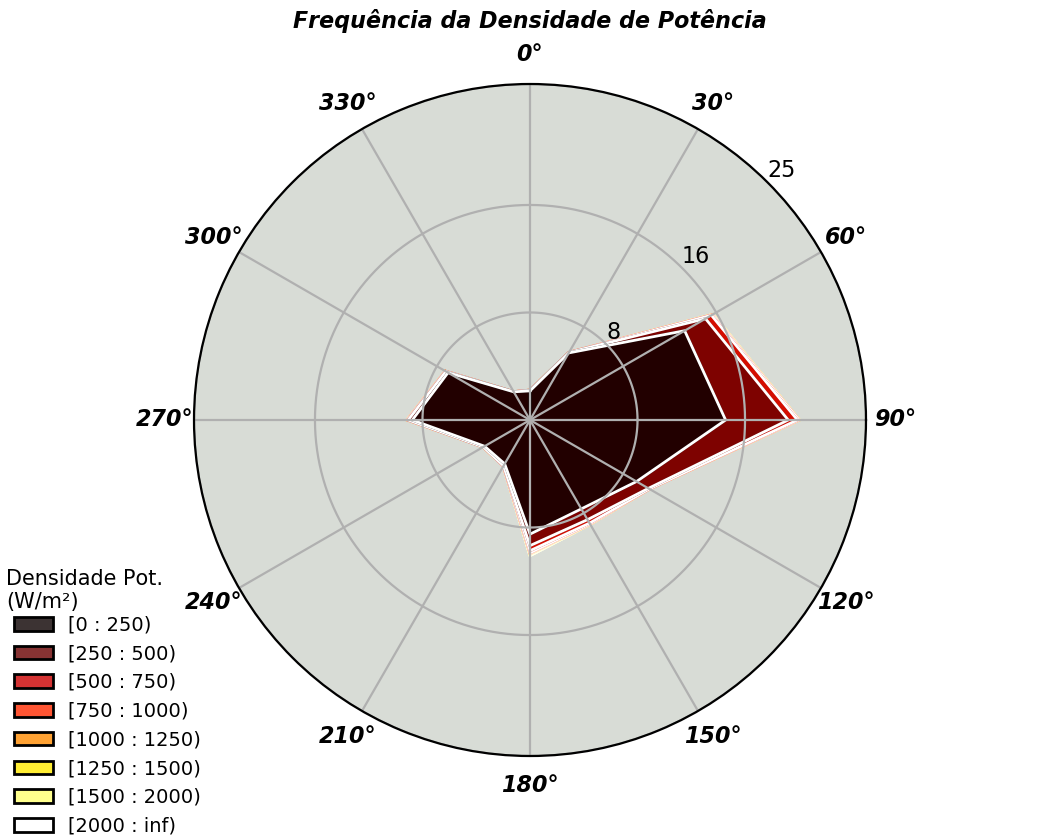 Frequência da Densidade de Potência
0°
330°
30°
25
300°
60°
16
8
270°
90°
240°
120°
210°
150°
180°
Densidade Pot.
(W/m²)
[0 : 250)
[250 : 500)
[500 : 750)
[750 : 1000)
[1000 : 1250)
[1250 : 1500)
[1500 : 2000)
[2000 : inf)